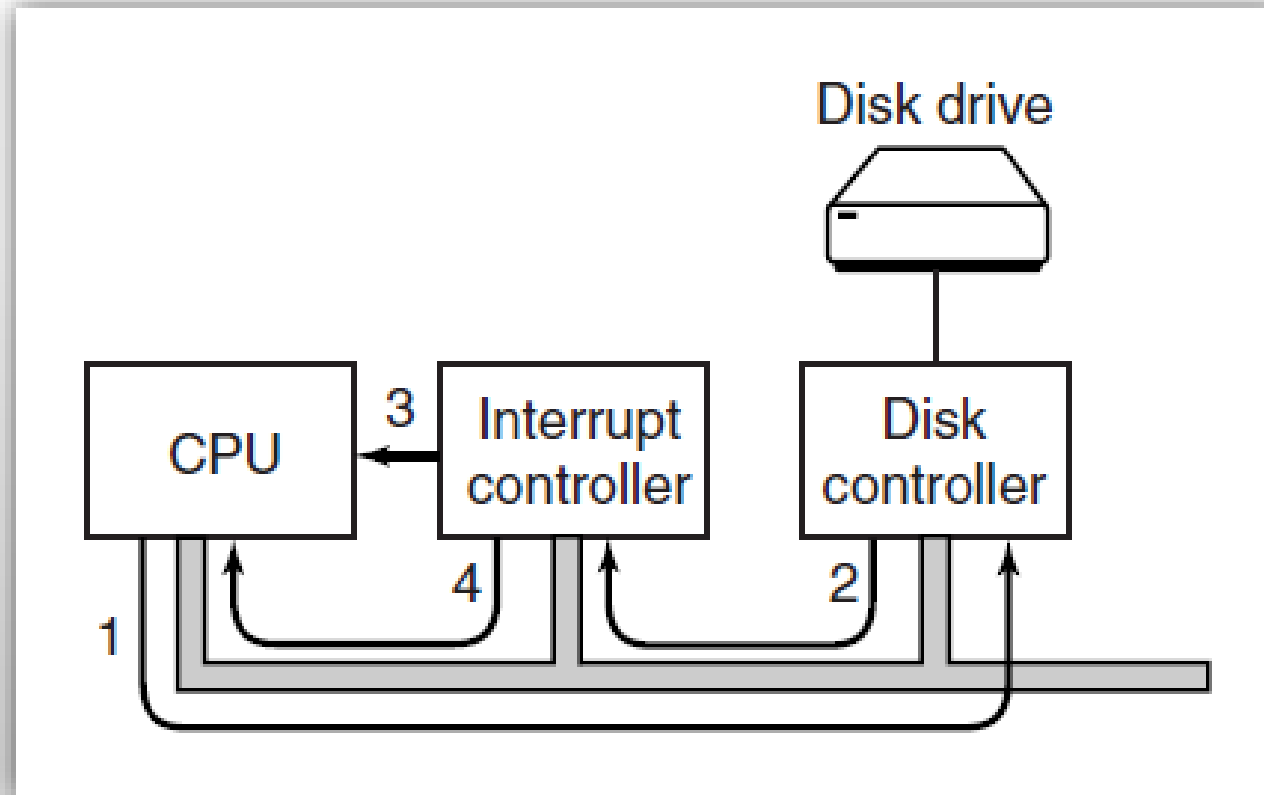 Disk drive
CPU
3
Interrupt
controller
Disk
controller
1
4
2